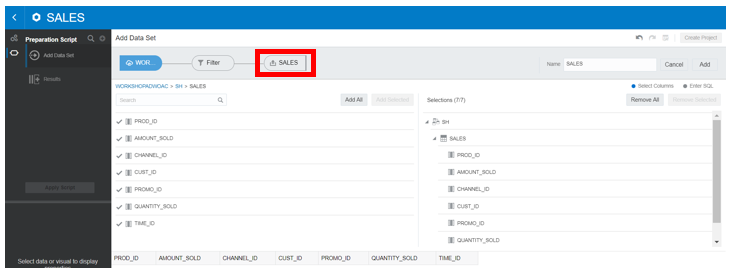 SALES
Preparation Script
Add Data Set
Results
Apply Script
Select data or visual to display
Add Data Set
Create Project
WOR...
Filter
SALES
Name
SALES
Cancel
Add
WORKSHOPADWOAC > SH > SALES
Select Columns
Enter SQL
Search
Add All
Add Selected
Selections (7/7)
Remove All
Remove Selected
PROD_ID
AMOUNT_SOLD
CHANNEL_ID
CUST_ID
PROMO_ID
QUANTITY_SOLD
TIME_ID
SH
SALES
PROD_ID
AMOUNT_SOLD
CHANNEL_ID
CUST_ID
PROMO_ID
QUANTITY_SOLD
PROD_ID AMOUNT_SOLD CHANNEL_ID CUST_ID PROMO_ID QUANTITY_SOLD TIME_ID